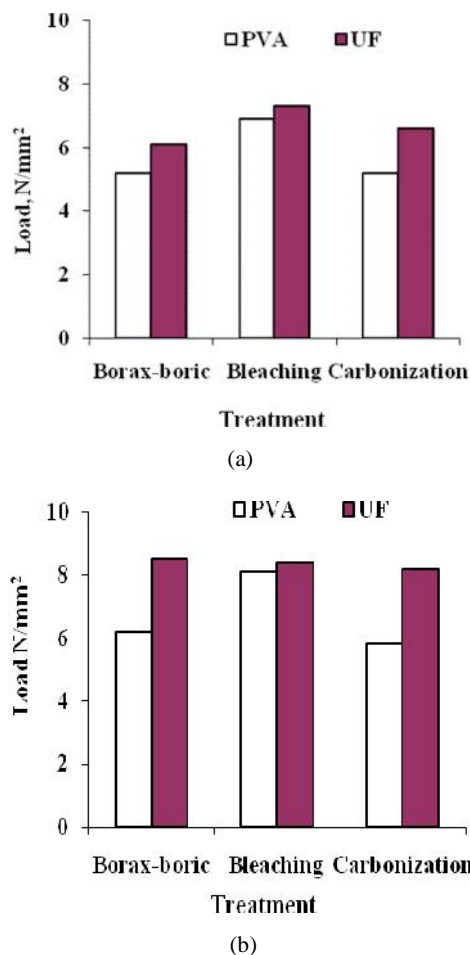 PVA UF
10
8
6
4
2
0
Load, N/mm²
Borax-boric Bleaching Carbonization
Treatment
(a)
PVA UF
10
8
6
4
2
0
Load N/mm²
Borax-boric Bleaching Carbonization
Treatment
(b)